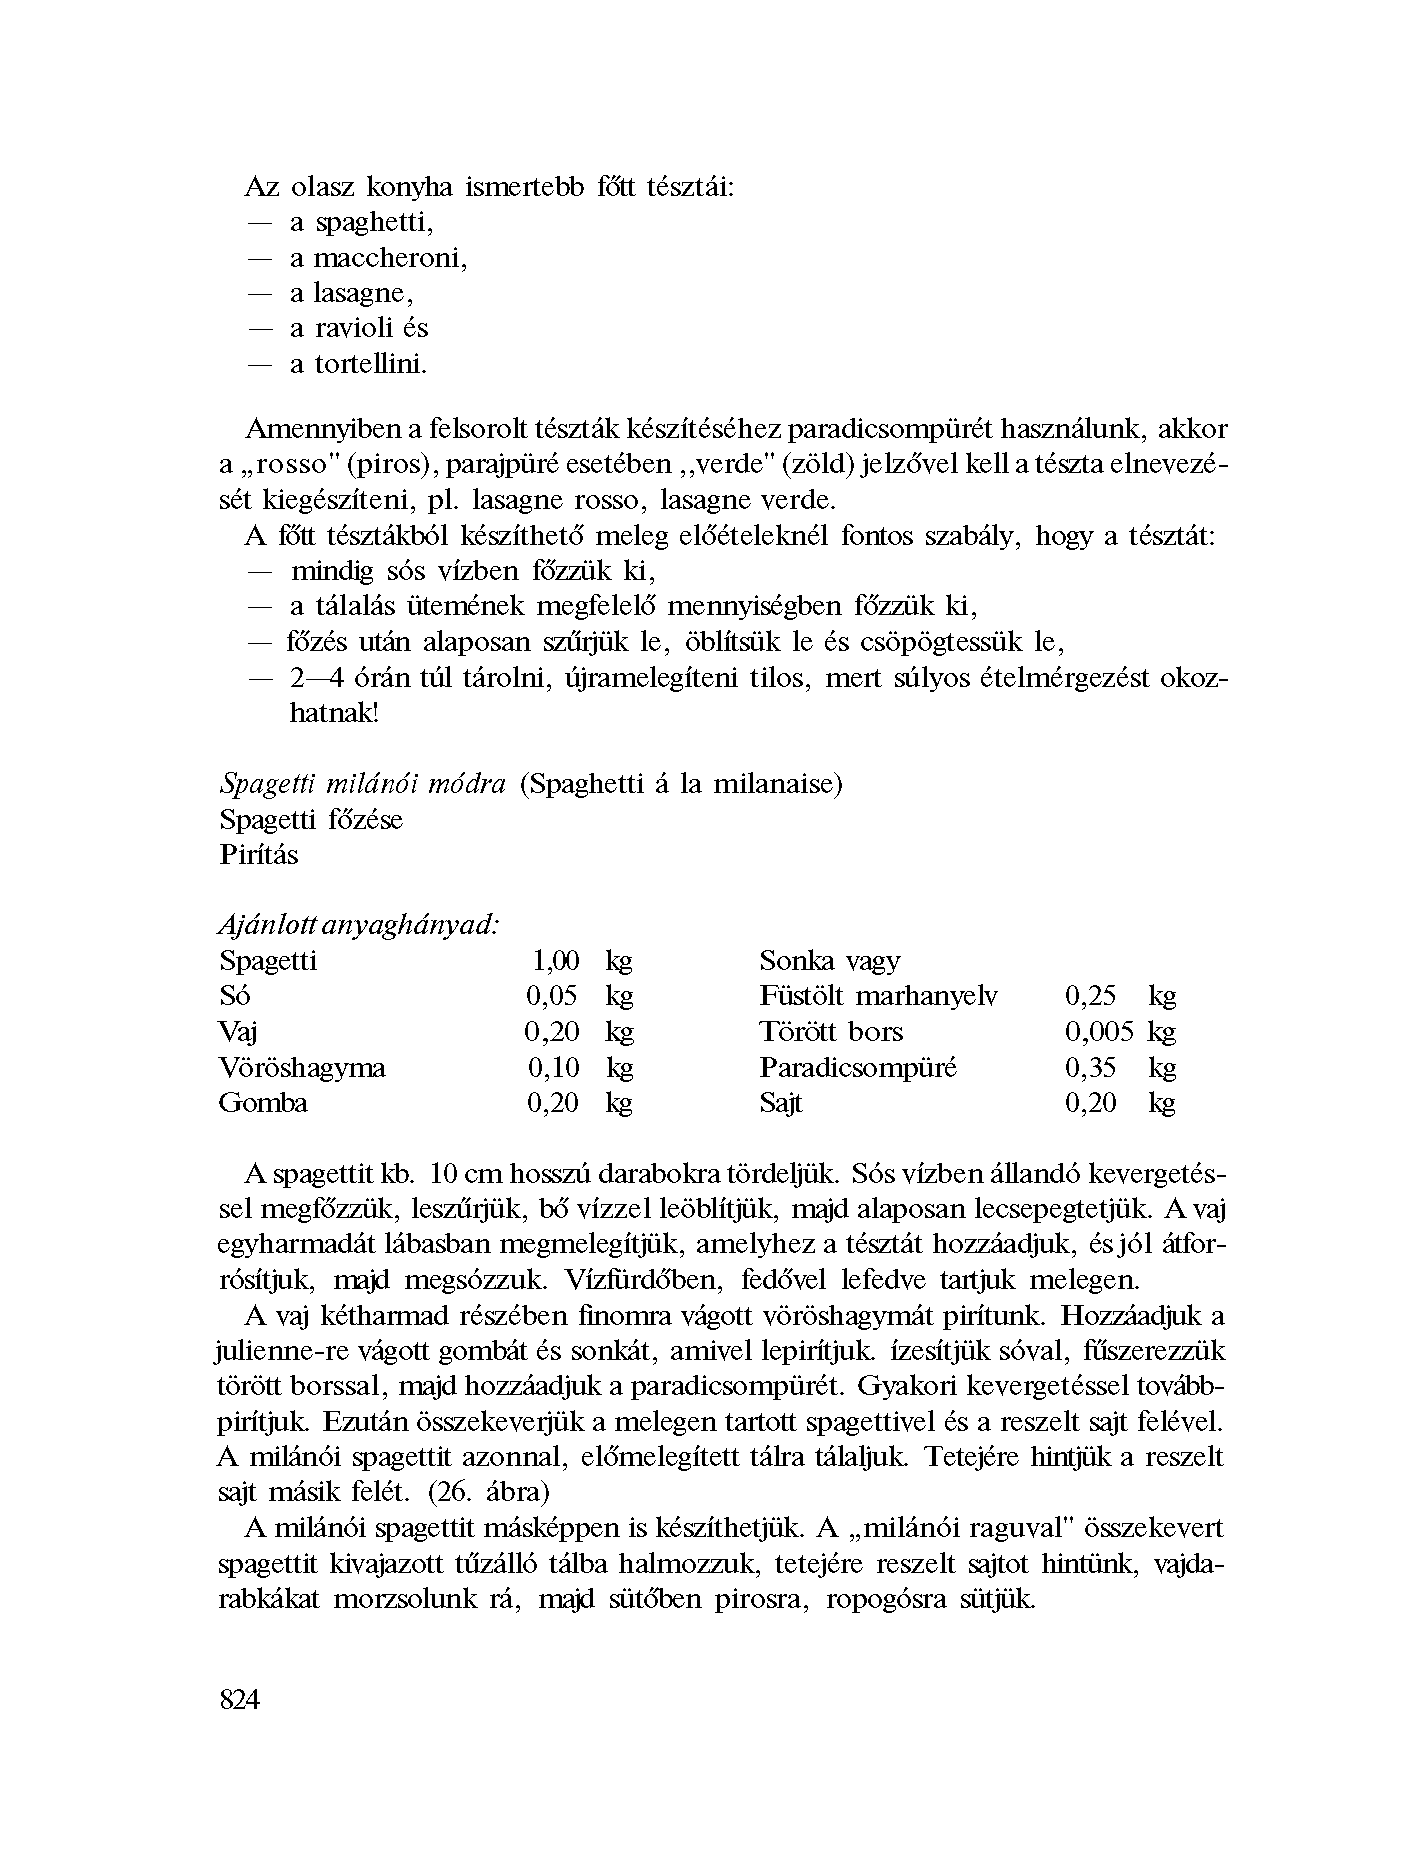 Az olasz konyha ismertebb főtt tésztái:
— a spaghetti,
— a maccheroni,
— a lasagne,
— a ravioli és
— a tortellini.
Amennyiben a felsorolt tészták készítéséhez paradicsompürét használunk, akkor
a „rosso" (piros), parajpüré esetében ,,verde" (zöld) jelzővel kell a tészta elnevezé-
sét kiegészíteni, pl. lasagne rosso, lasagne verde.
A főtt tésztákból készíthető meleg előételeknél fontos szabály, hogy a tésztát:
— mindig sós vízben főzzük ki,
— a tálalás ütemének megfelelő mennyiségben főzzük ki,
— főzés után alaposan szűrjük le, öblítsük le és csöpögtessük le,
— 2—4 órán túl tárolni, újramelegíteni tilos, mert súlyos ételmérgezést okoz-
hatnak!
Spagetti milánói módra (Spaghetti á la milanaise)
Spagetti főzése
Pirítás
Ajánlott anyaghányad:
Spagetti 1,00 kg Sonka vagy
Só 0,05 kg Füstölt marhanyelv 0,25 kg
Vaj 0,20 kg Törött bors 0,005 kg
Vöröshagyma 0,10 kg Paradicsompüré 0,35 kg
Gomba 0,20 kg Sajt 0,20 kg
A spagettit kb. 10 cm hosszú darabokra tördeljük. Sós vízben állandó kevergetés-
sel megfőzzük, leszűrjük, bő vízzel leöblítjük, majd alaposan lecsepegtetjük. A vaj
egyharmadát lábasban megmelegítjük, amelyhez a tésztát hozzáadjuk, és jól átfor-
rósítjuk, majd megsózzuk. Vízfürdőben, fedővel lefedve tartjuk melegen.
A vaj kétharmad részében finomra vágott vöröshagymát pirítunk. Hozzáadjuk a
julienne-re vágott gombát és sonkát, amivel lepirítjuk. ízesítjük sóval, fűszerezzük
törött borssal, majd hozzáadjuk a paradicsompürét. Gyakori kevergetéssel tovább-
pirítjuk. Ezután összekeverjük a melegen tartott spagettivel és a reszelt sajt felével.
A milánói spagettit azonnal, előmelegített tálra tálaljuk. Tetejére hintjük a reszelt
sajt másik felét. (26. ábra)
A milánói spagettit másképpen is készíthetjük. A „milánói raguval" összekevert
spagettit kivajazott tűzálló tálba halmozzuk, tetejére reszelt sajtot hintünk, vajda-
rabkákat morzsolunk rá, majd sütőben pirosra, ropogósra sütjük.
824